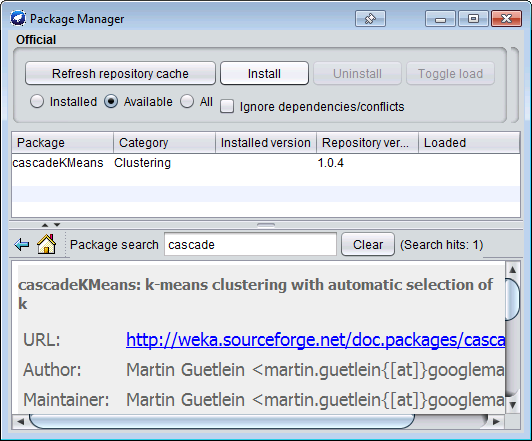 Package Manager
Official
Refresh repository cache Install Uninstall Toggle load
Installed Available All Ignore dependencies/conflicts
Package Category Installed version Repository ver... Loaded
cascadeKMeans Clustering 1.0.4
Package search cascade Clear (Search hits: 1)
cascadeKMeans: k-means clustering with automatic selection of
k
URL: http://weka.sourceforge.net/doc.packages/casca
Author: Martin Guetlein <martin.guetlein{[at]}googlema
Maintainer: Martin Guetlein <martin.guetlein{[at]}googlema